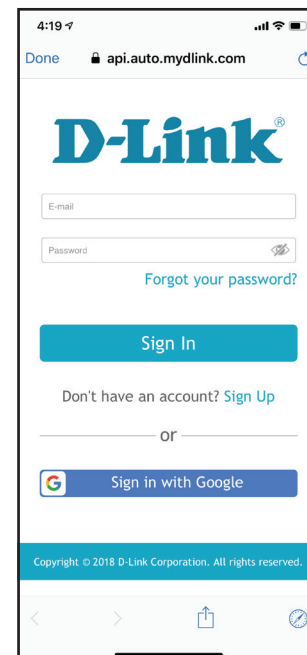 4:19
Done api.auto.mydlink.com
D-Link®
E-mail
Password
Forgot your password?
Sign In
Don't have an account? Sign Up
or
G Sign in with Google
Copyright © 2018 D-Link Corporation. All rights reserved.